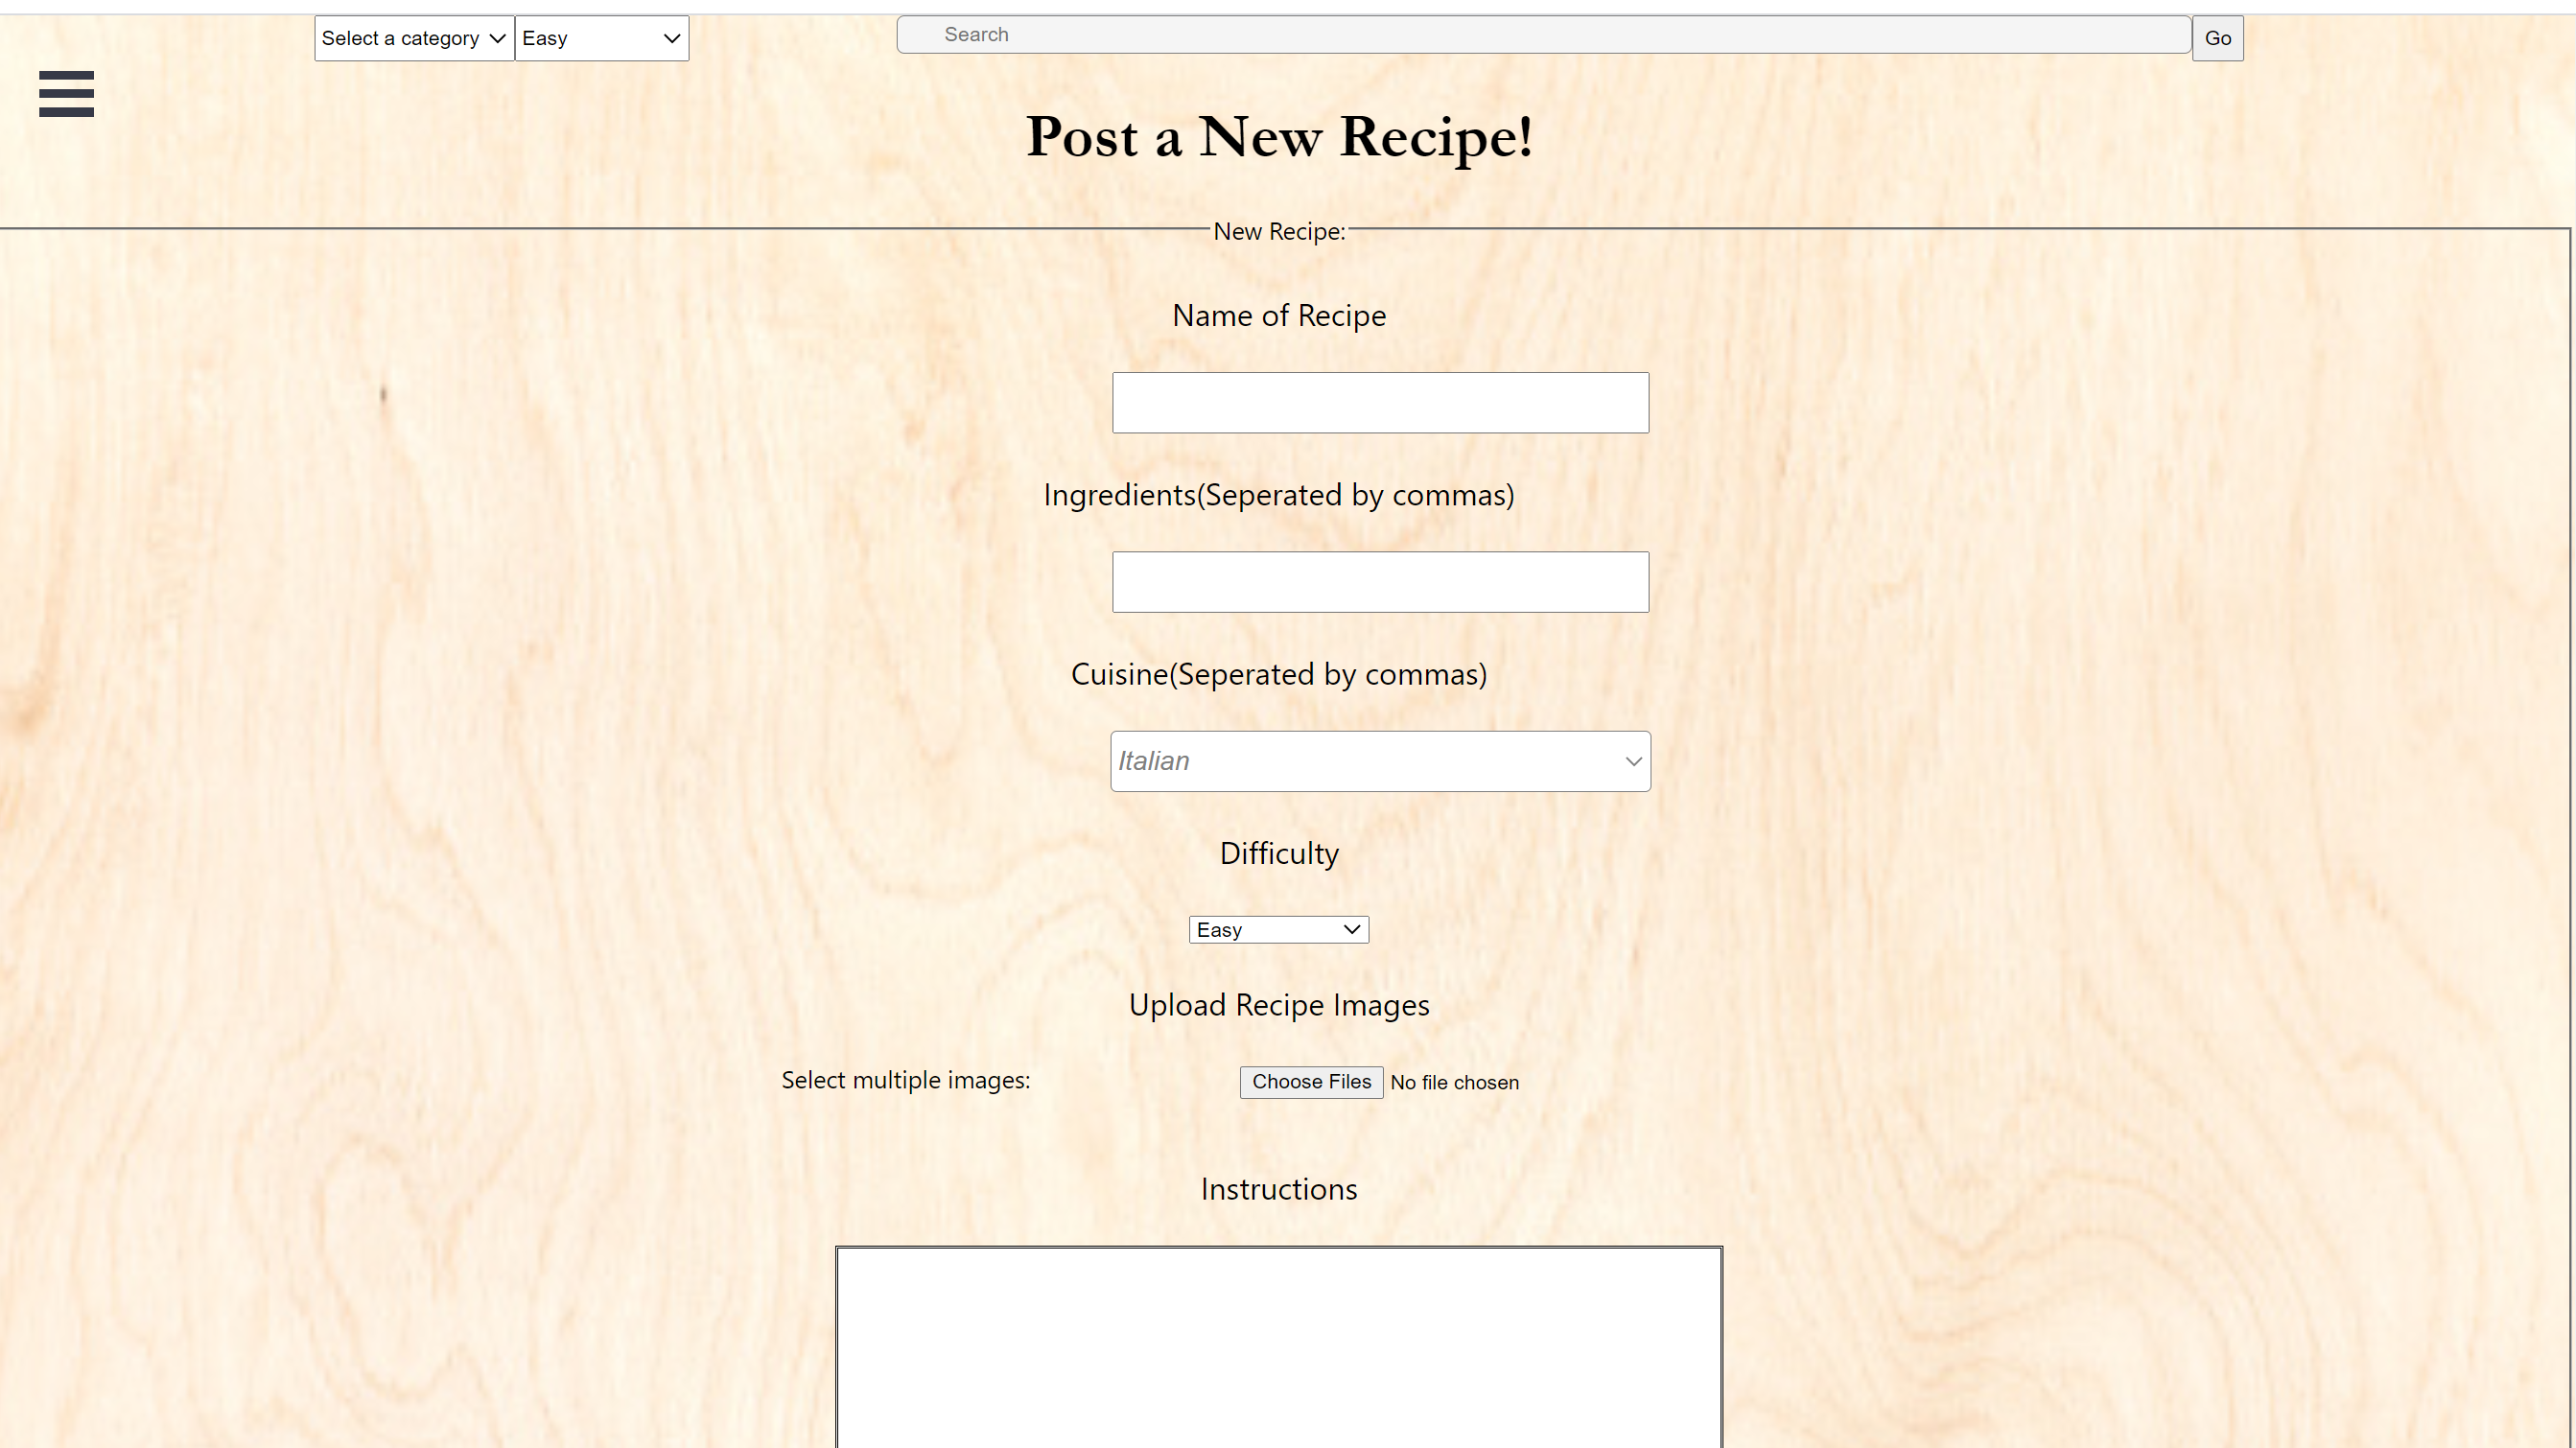 Select a category Easy Search Go
Post a New Recipe!
New Recipe:
Name of Recipe
Ingredients(Seperated by commas)
Cuisine(Seperated by commas)
Italian
Difficulty
Easy
Upload Recipe Images
Select multiple images: Choose Files No file chosen
Instructions